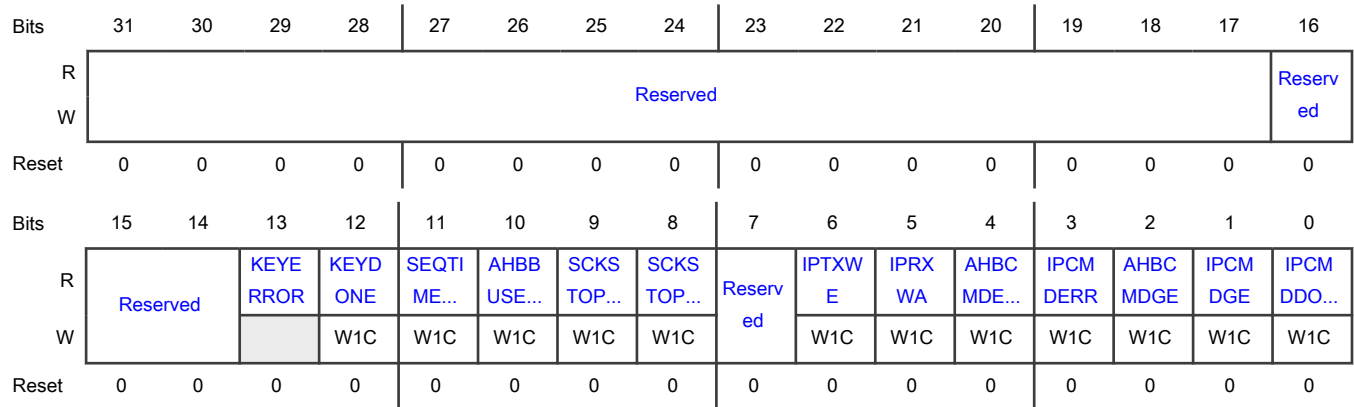 Bits 31 30 29 28 27 26 25 24 23 22 21 20 19 18 17 16
R
Reserved
Reserv
ed
W
Reset 0 0 0 0 0 0 0 0 0 0 0 0 0 0 0 0
Bits 15 14 13 12 11 10 9 8 7 6 5 4 3 2 1 0
R Reserved KEYE KEYD SEQTI AHBB SCKS SCKS Reserv IPTXW IPRX AHBC IPCM AHBC IPCM IPCM
RROR ONE ME... USE... TOP... TOP... ed E WA MDE... DERR MDGE DGE DDO...
W W1C W1C W1C W1C W1C W1C W1C W1C W1C W1C W1C W1C
Reset 0 0 0 0 0 0 0 0 0 0 0 0 0 0 0 0